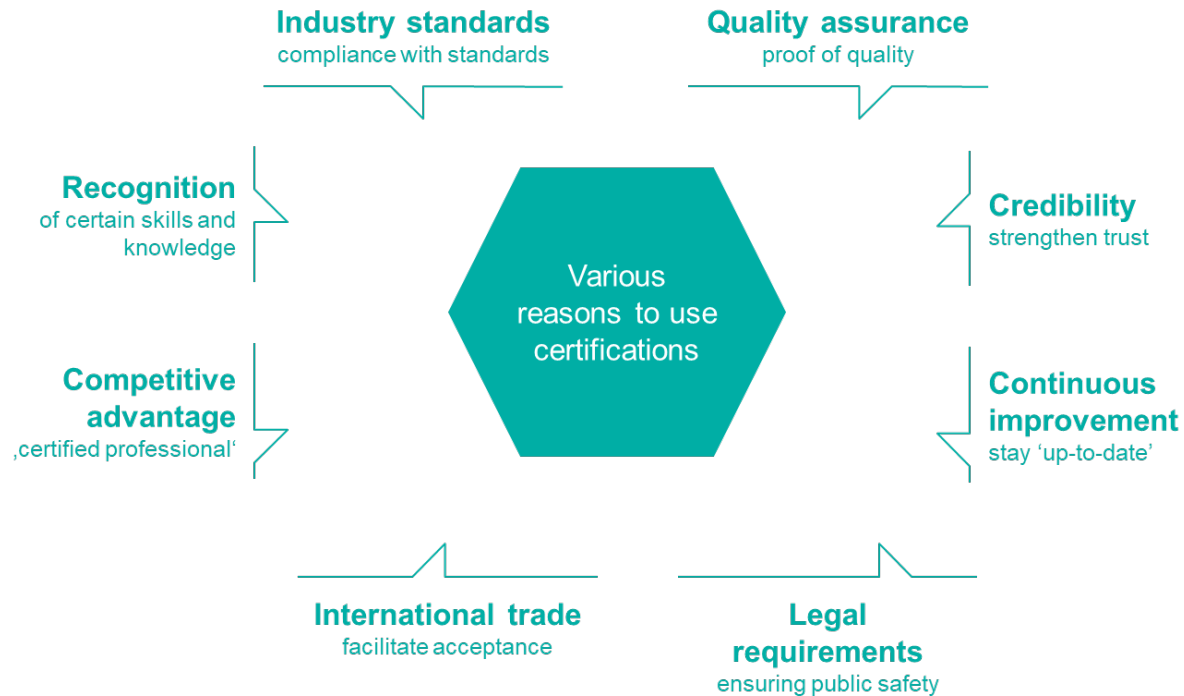 Industry standards
compliance with standards
Quality assurance
proof of quality
Recognition
of certain skills and
knowledge
Credibility
strengthen trust
Various
reasons to use
certifications
Competitive
advantage
‚certified professional‘
Continuous
improvement
stay ‘up-to-date’
International trade
facilitate acceptance
Legal
requirements
ensuring public safety